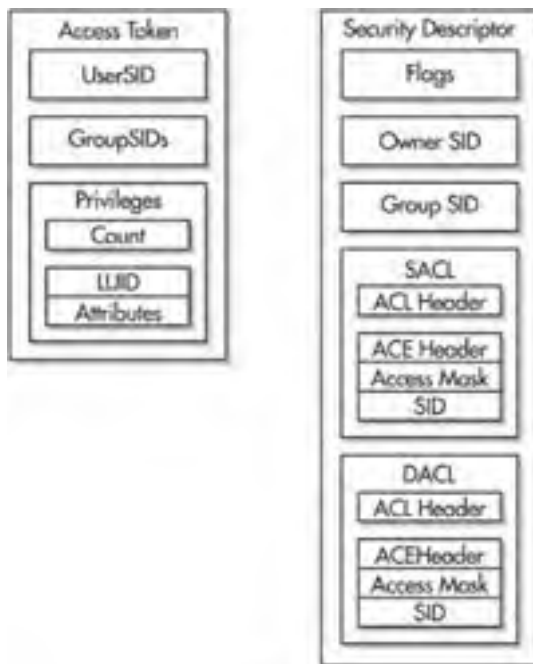 Access Token
UserSID
GroupSIDs
Privileges
Count
LUID
Attributes
Security Descriptor
Flags
Owner SID
Group SID
SACL
ACL Header
ACE Header
Access Mask
SID
DACL
ACL Header
ACEHeader
Access Mask
SID